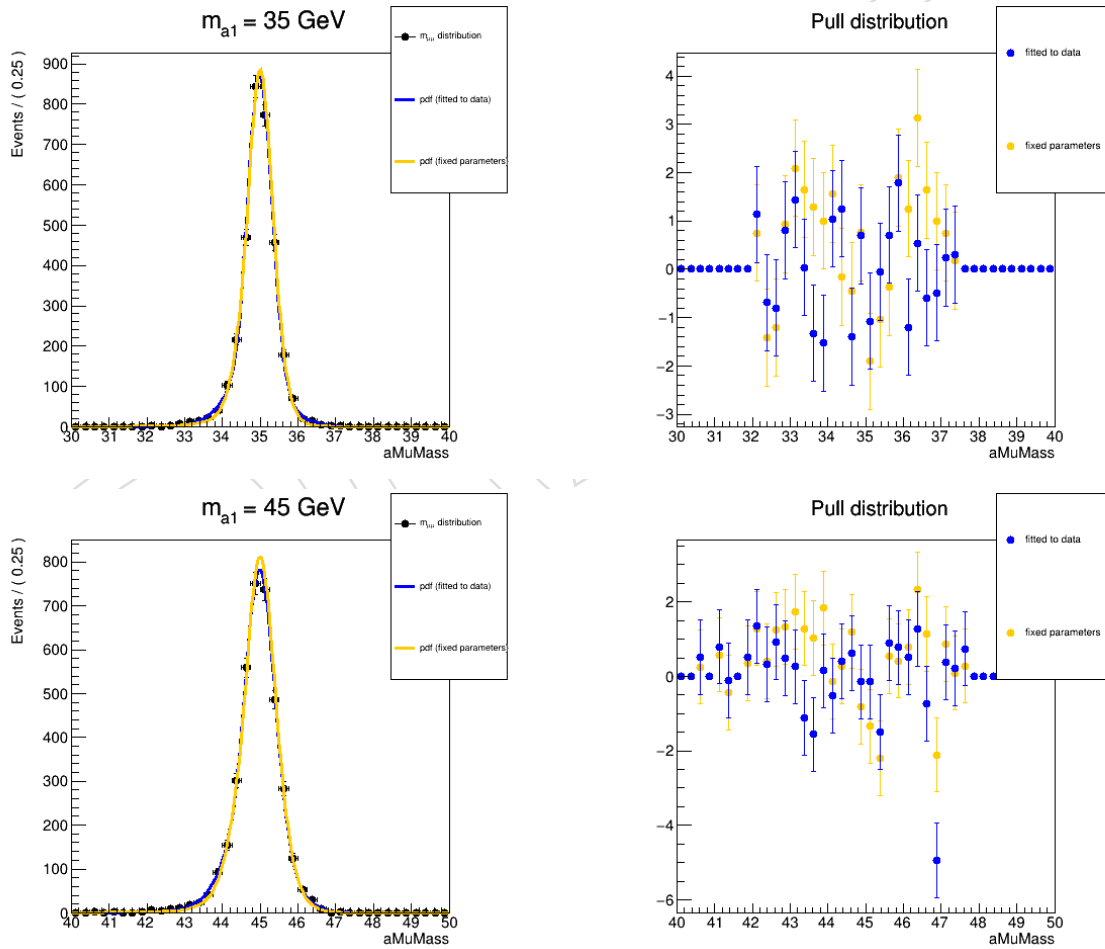 m_a1 = 35 GeV
Events / ( 0.25)
900
800
700
600
500
400
300
200
100
0
30 31 32 33 34 35 36 37 38 39 40
aMuMass
m_μμ distribution
pdf (fitted to data)
pdf (fixed parameters)
Pull distribution
4
3
2
1
0
−1
−2
−3
30 31 32 33 34 35 36 37 38 39 40
aMuMass
fitted to data
fixed parameters
m_a1 = 45 GeV
Events / ( 0.25)
800
700
600
500
400
300
200
100
0
40 41 42 43 44 45 46 47 48 49 50
aMuMass
m_μμ distribution
pdf (fitted to data)
pdf (fixed parameters)
Pull distribution
2
0
−2
−4
−6
40 41 42 43 44 45 46 47 48 49 50
aMuMass
fitted to data
fixed parameters